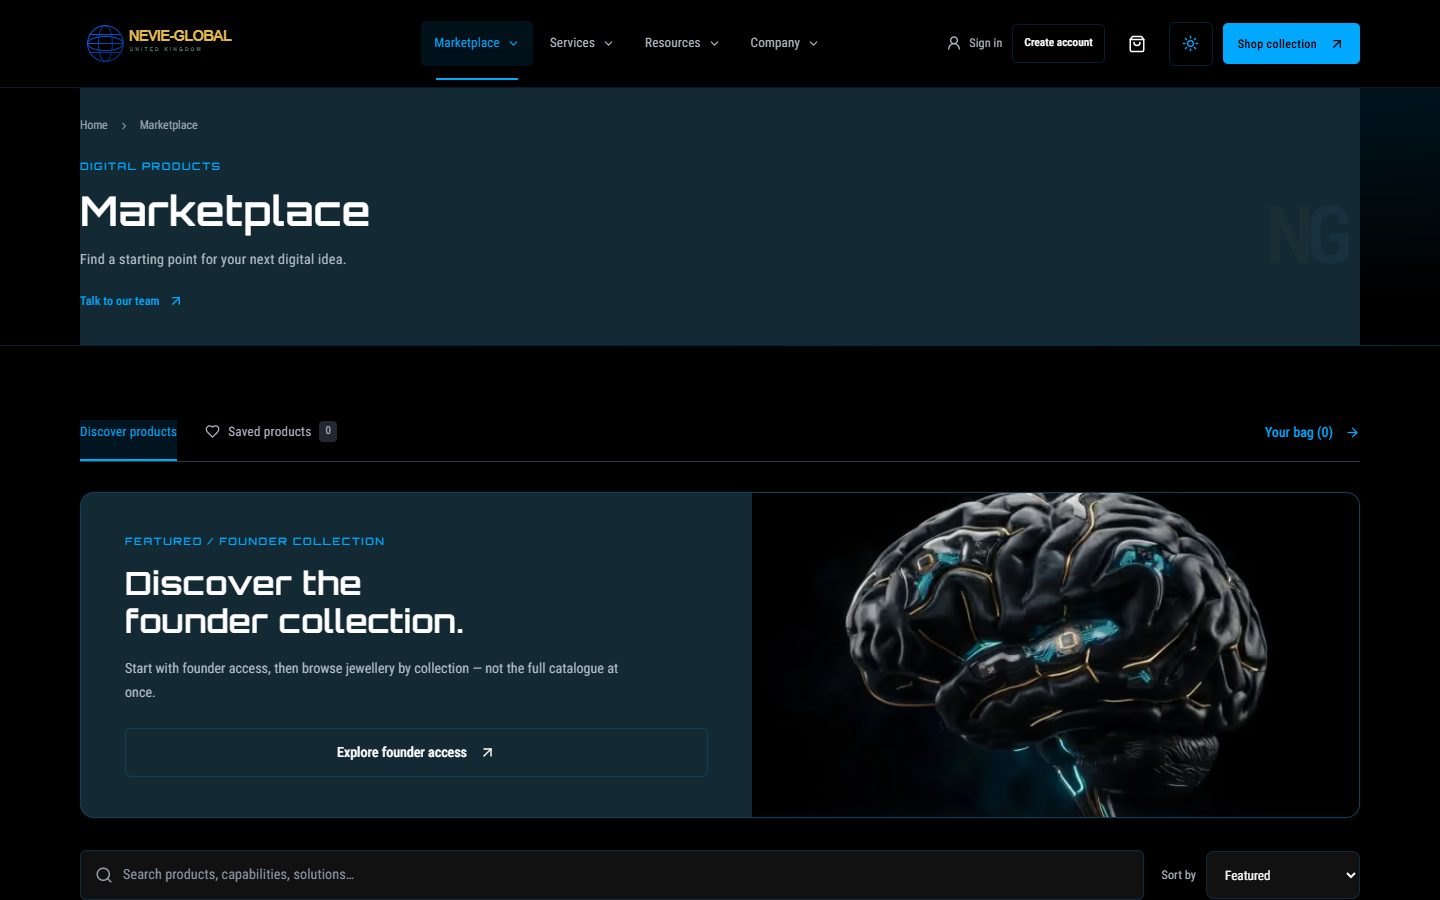 NEVIE-GLOBAL
UNITED KINGDOM
Marketplace
Services
Resources
Company
Sign in
Create account
Shop collection
Home
Marketplace
DIGITAL PRODUCTS
Marketplace
Find a starting point for your next digital idea.
Talk to our team
NG
Discover products
Saved products
0
Your bag (0)
FEATURED / FOUNDER COLLECTION
Discover the
founder collection.
Start with founder access, then browse jewellery by collection — not the full catalogue at
once.
Explore founder access
Search products, capabilities, solutions...
Sort by
Featured